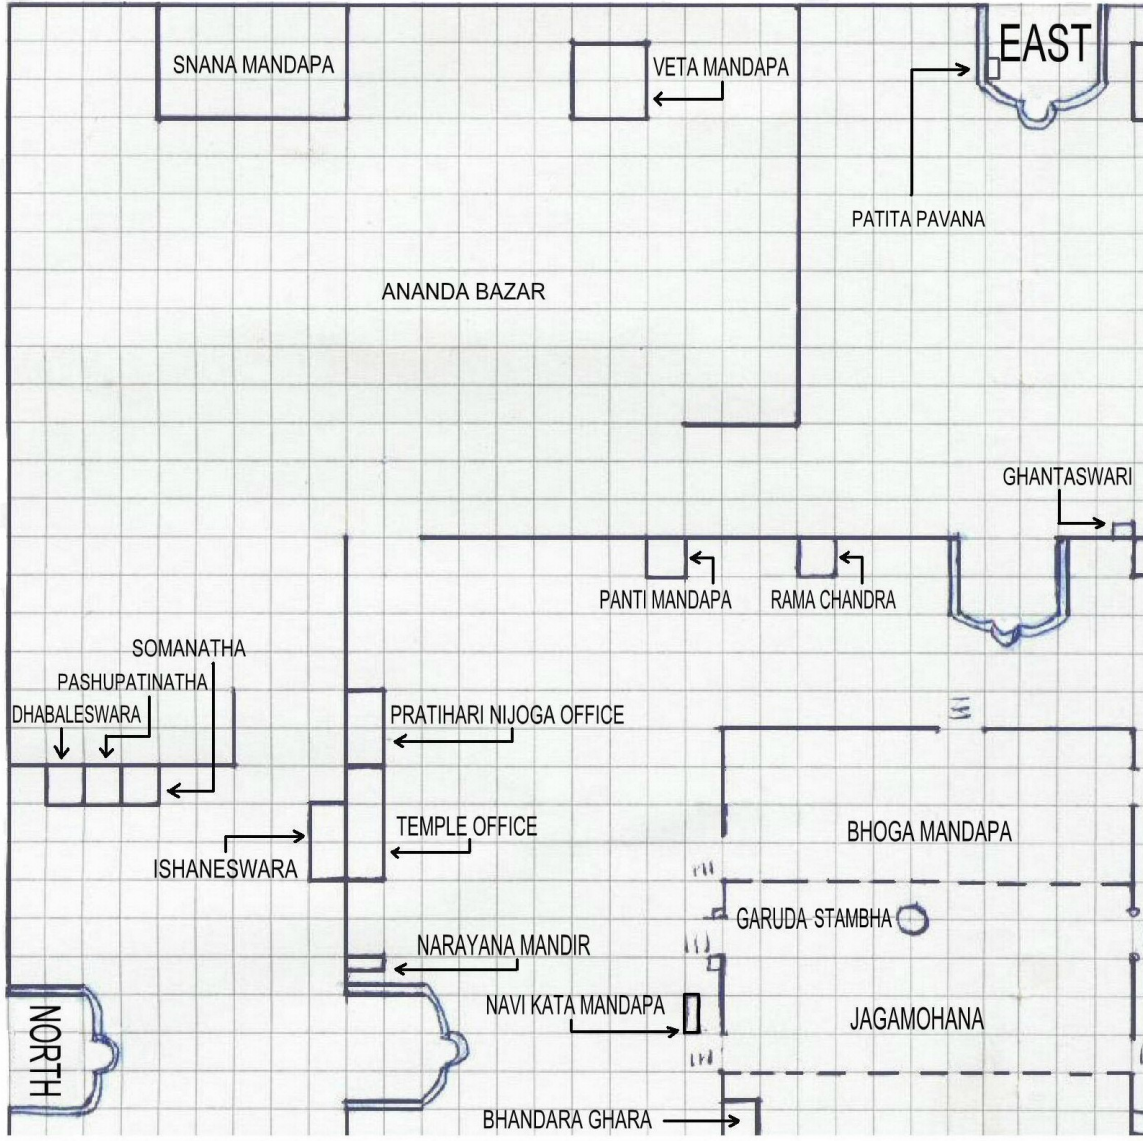 EAST
SNANA MANDAPA
VETA MANDAPA
PATITA PAVANA
ANANDA BAZAR
GHANTASWARI
PANTI MANDAPA
RAMA CHANDRA
SOMANATHA
PASHUPATINATHA
DHABALESWARA
PRATIHARI NIJOGA OFFICE
TEMPLE OFFICE
BHOGA MANDAPA
ISHANESWARA
GARUDA STAMBHA
NARAYANA MANDIR
NAVI KATA MANDAPA
JAGAMOHANA
NORTH
BHANDARA GHARA